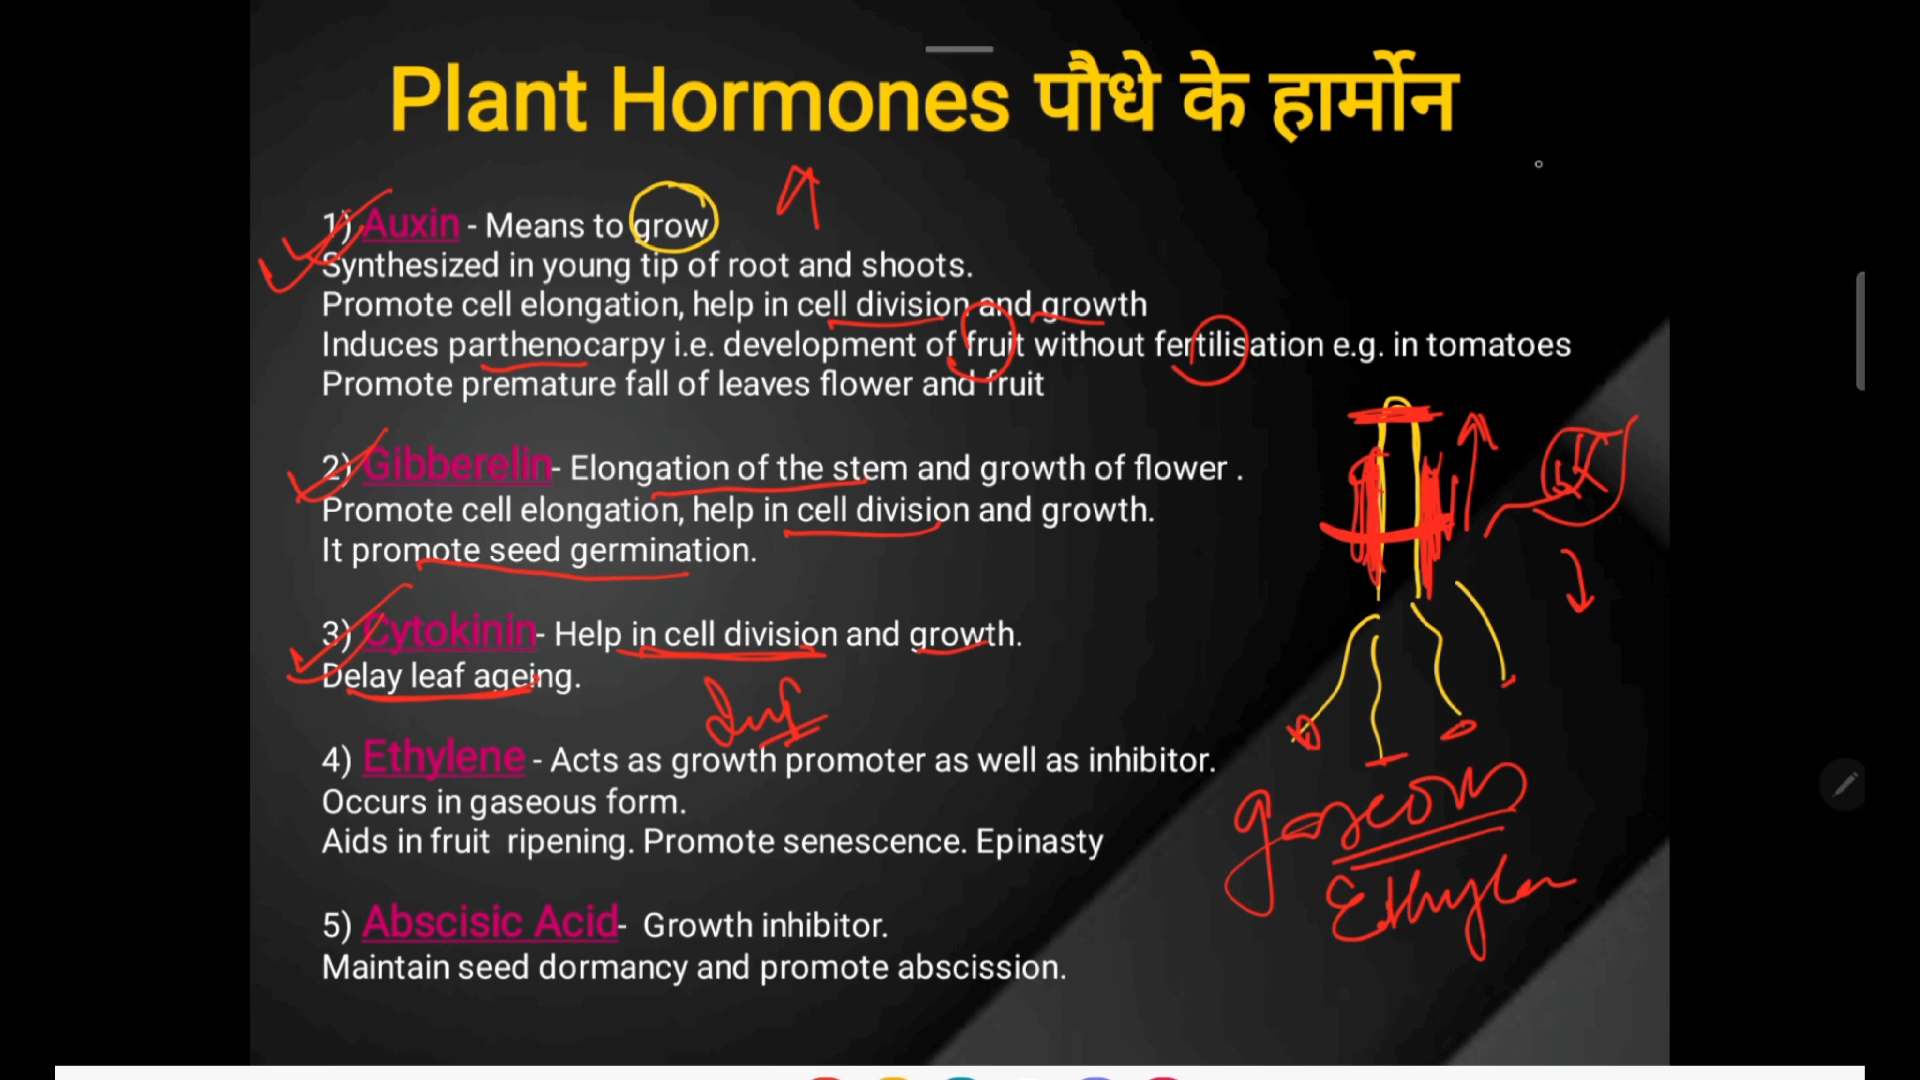 Plant Hormones पौधे के हार्मोन
1) Auxin - Means to grow
Synthesized in young tip of root and shoots.
Promote cell elongation, help in cell division and growth
Induces parthenocarpy i.e. development of fruit without fertilisation e.g. in tomatoes
Promote premature fall of leaves flower and fruit
2) Gibberelin- Elongation of the stem and growth of flower .
Promote cell elongation, help in cell division and growth.
It promote seed germination.
3) Cytokinin- Help in cell division and growth.
Delay leaf ageing.
4) Ethylene - Acts as growth promoter as well as inhibitor.
Occurs in gaseous form.
Aids in fruit ripening. Promote senescence. Epinasty
gaseous
Ethylen
5) Abscisic Acid- Growth inhibitor.
Maintain seed dormancy and promote abscission.